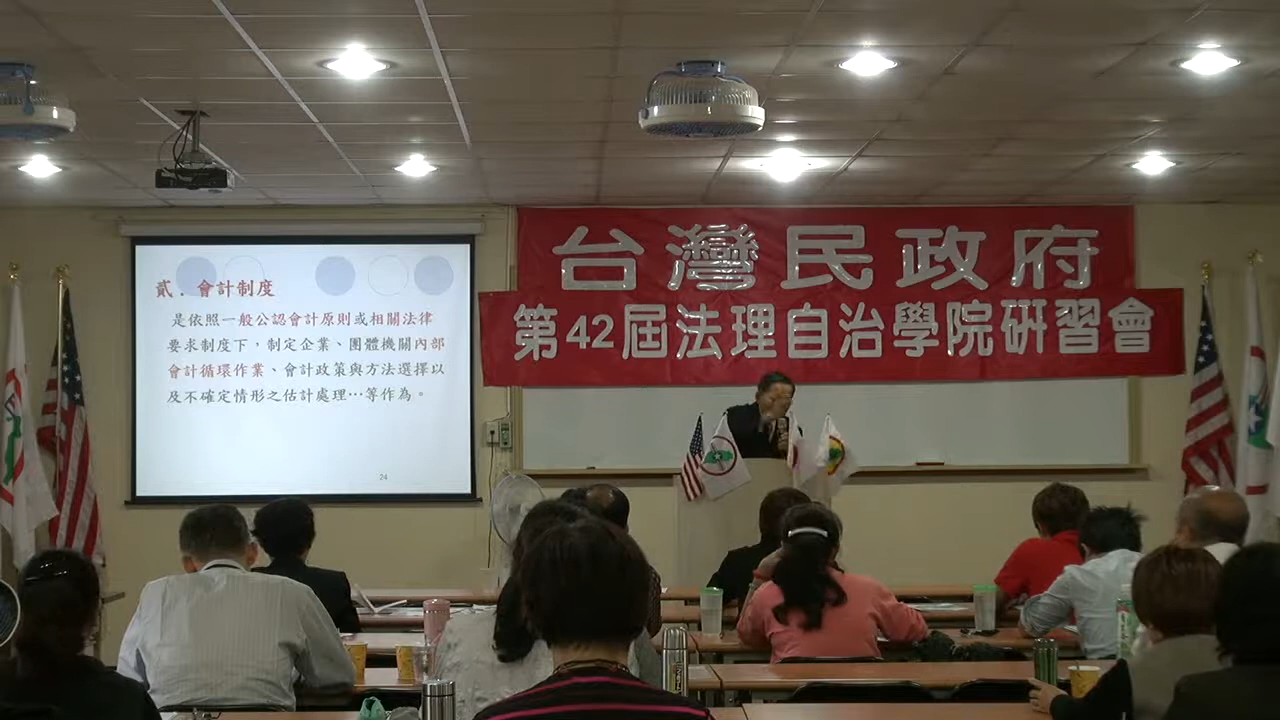 台灣民政府
第42屆法理自治學院研習會
貳．會計制度
是依照一般公認會計原則或相關法律
要求制度下，制定企業、團體機關內部
會計循環作業、會計政策與方法選擇以
及不確定情形之估計處理…等作為。
24